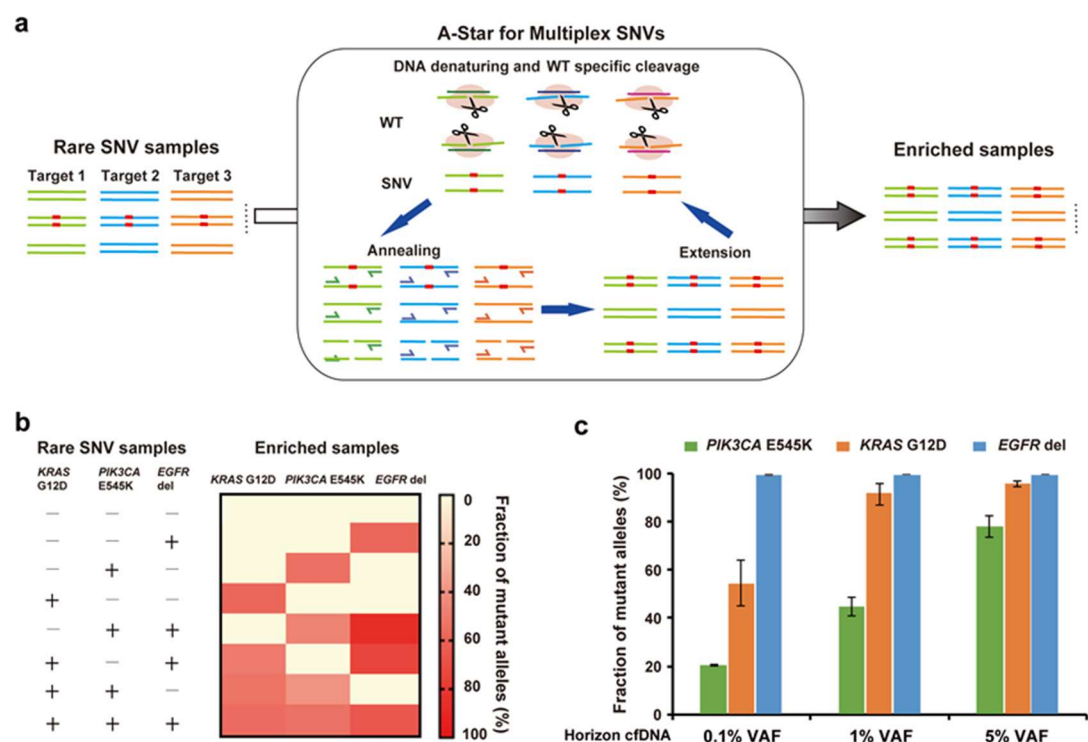 a
A-Star for Multiplex SNVs
DNA denaturing and WT specific cleavage
WT
SNV
Rare SNV samples
Target 1 Target 2 Target 3
Annealing
Extension
Enriched samples
b
Rare SNV samples
KRAS G12D
PIK3CA E545K
EGFR del
— — —
— — +
— + —
+ — —
— + +
+ — +
+ + —
+ + +
Enriched samples
KRAS G12D PIK3CA E545K EGFR del
0
20
40
60
80
100
Fraction of mutant alleles (%)
c
PIK3CA E545K KRAS G12D EGFR del
Fraction of mutant alleles (%)
100
80
60
40
20
0
Horizon cfDNA 0.1% VAF 1% VAF 5% VAF